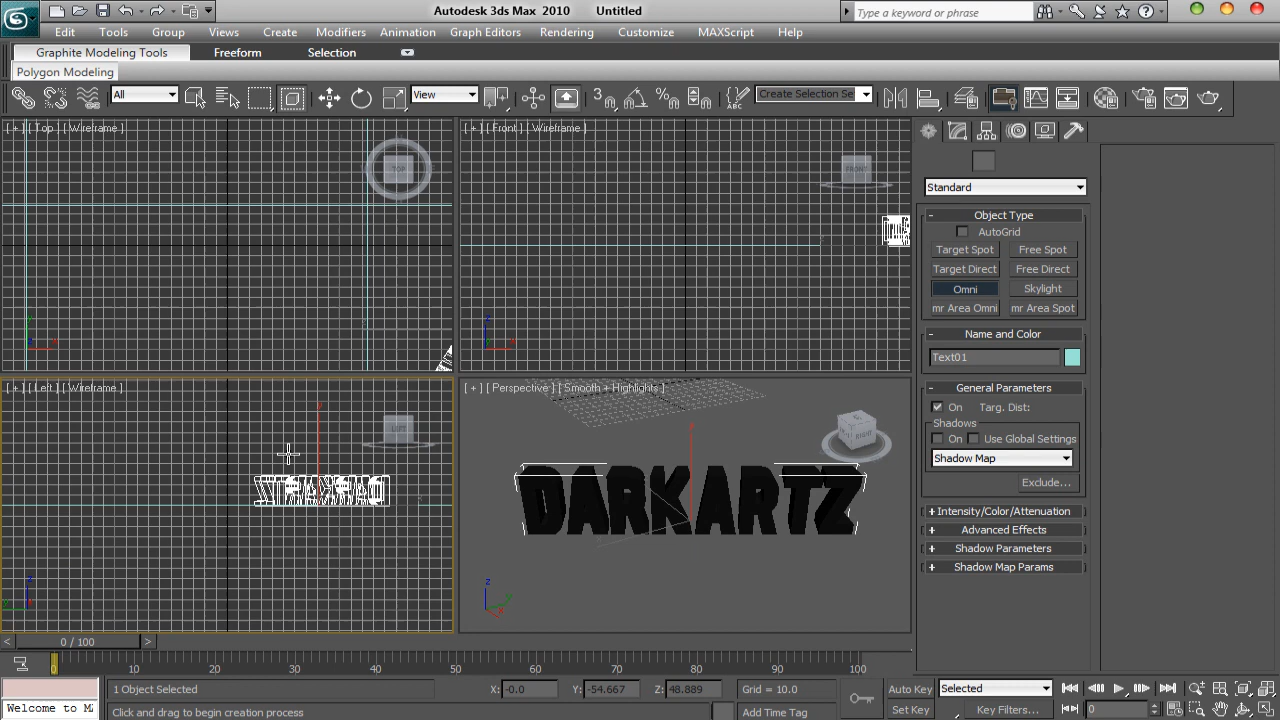 Autodesk 3ds Max 2010 Untitled
Type a keyword or phrase
Edit Tools Group Views Create Modifiers Animation Graph Editors Rendering Customize MAXScript Help
Graphite Modeling Tools Freeform Selection
Polygon Modeling
All View Create Selection Se
[ + ] [ Top ] [ Wireframe ]
TOP
[ + ] [ Front ] [ Wireframe ]
FRONT
Standard
- Object Type
AutoGrid
Target Spot Free Spot
Target Direct Free Direct
Omni Skylight
mr Area Omni mr Area Spot
- Name and Color
Text01
- General Parameters
On Targ. Dist:
Shadows
On Use Global Settings
Shadow Map
Exclude...
+ Intensity/Color/Attenuation
+ Advanced Effects
+ Shadow Parameters
+ Shadow Map Params
[ + ] [ Left ] [ Wireframe ]
LEFT
[ + ] [ Perspective ] [ Smooth + Highlights ]
RIGHT
DARKARTZ
< 0 / 100 >
0 10 20 30 40 50 60 70 80 90 100
1 Object Selected X: -0.0 Y: -54.667 Z: 48.889 Grid = 10.0 Auto Key Selected
Welcome to MA Click and drag to begin creation process Add Time Tag Set Key Key Filters... 0